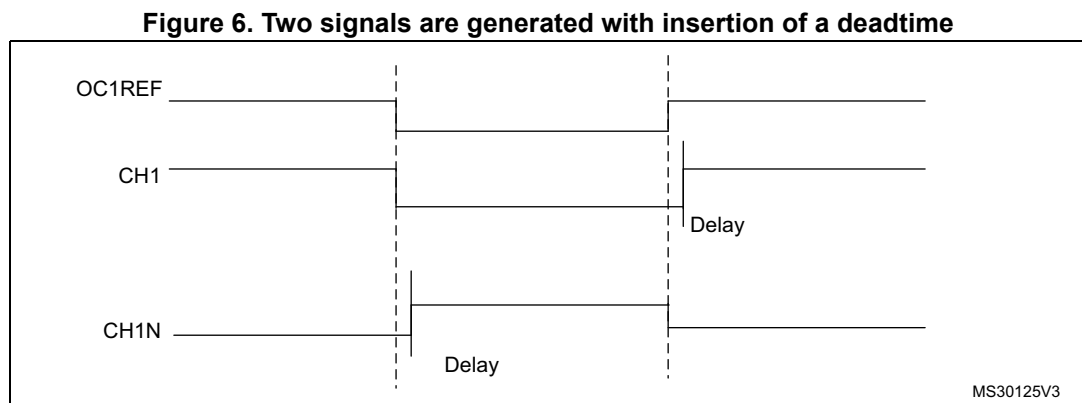 Figure 6. Two signals are generated with insertion of a deadtime
OC1REF
CH1
Delay
CH1N
Delay
MS30125V3